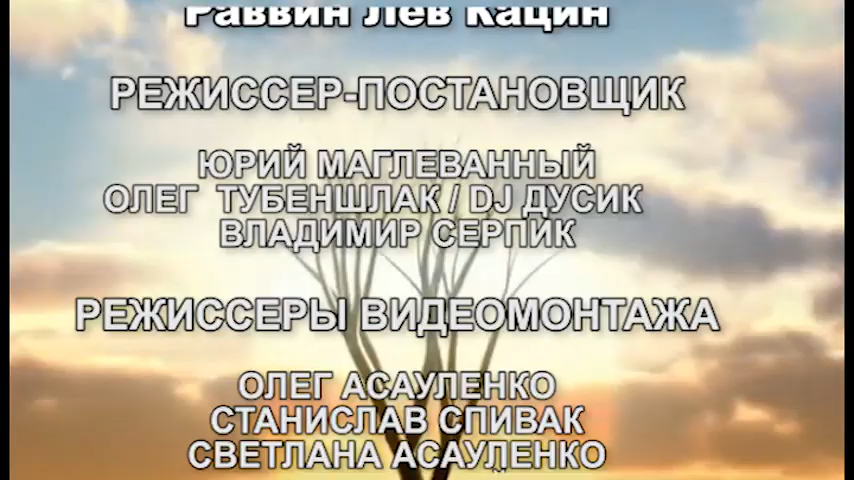 Раввин Лев Кацин
РЕЖИССЕР-ПОСТАНОВЩИК
ЮРИЙ МАГЛЕВАННЫЙ
ОЛЕГ ТУБЕНШЛАК / DJ ДУСИК
ВЛАДИМИР СЕРПИК
РЕЖИССЕРЫ ВИДЕОМОНТАЖА
ОЛЕГ АСАУЛЕНКО
СТАНИСЛАВ СПИВАК
СВЕТЛАНА АСАУЛЕНКО